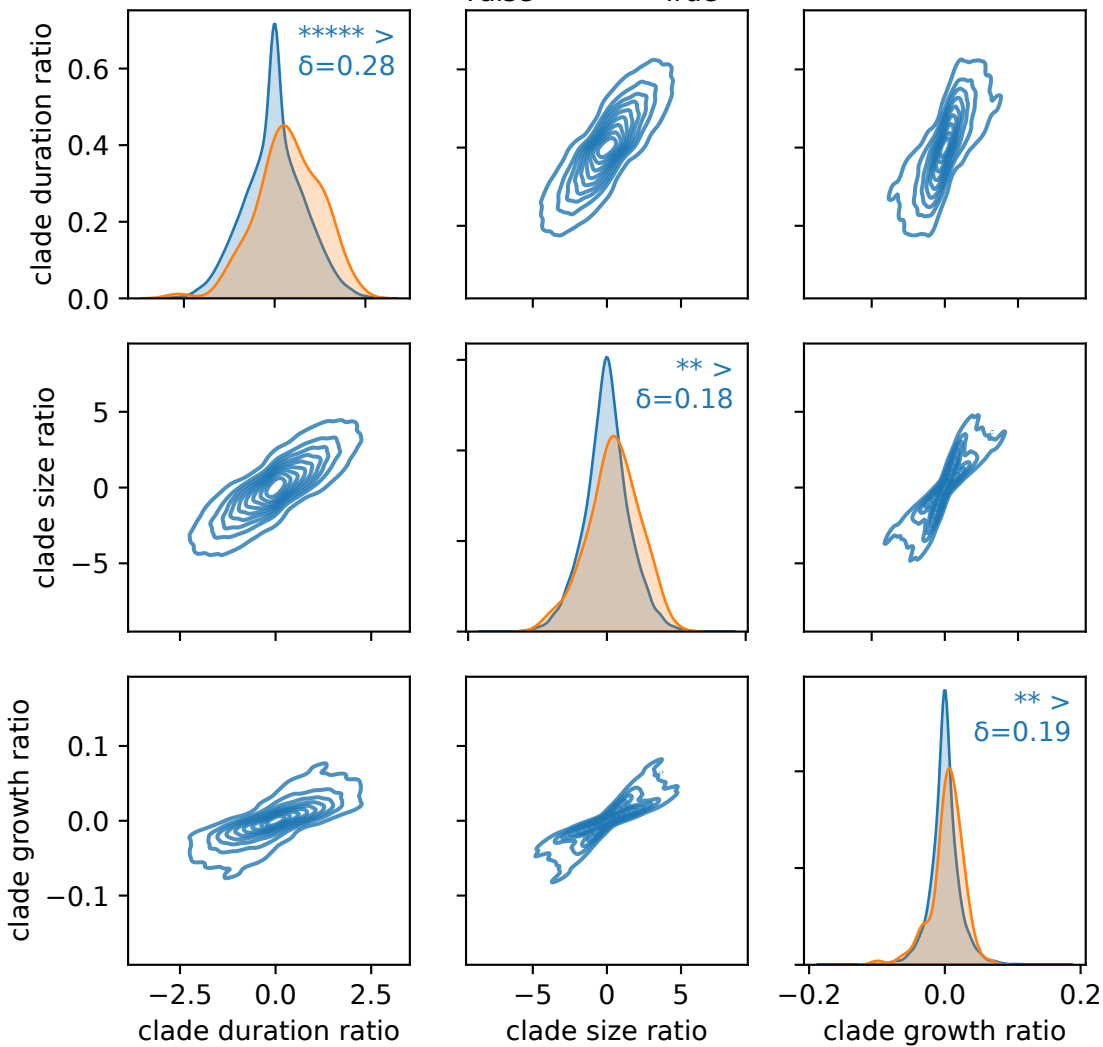 clade duration ratio
0.6
0.4
0.2
0.0
***** >
δ=0.28
clade size ratio
5
0
−5
** >
δ=0.18
clade growth ratio
0.1
0.0
−0.1
** >
δ=0.19
−2.5 0.0 2.5
−5 0 5
−0.2 0.0 0.2
clade duration ratio
clade size ratio
clade growth ratio